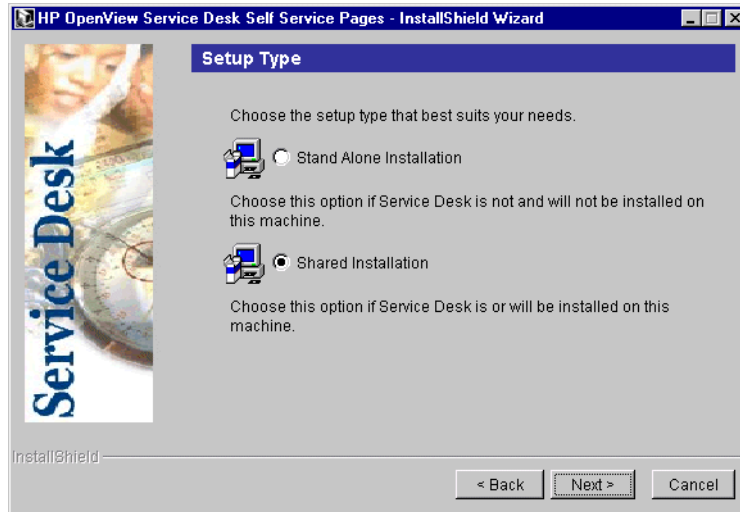 HP OpenView Service Desk Self Service Pages - InstallShield Wizard
Setup Type
Choose the setup type that best suits your needs.
Stand Alone Installation
Choose this option if Service Desk is not and will not be installed on
this machine.
Shared Installation
Choose this option if Service Desk is or will be installed on this
machine.
Service Desk
InstallShield
< Back
Next >
Cancel